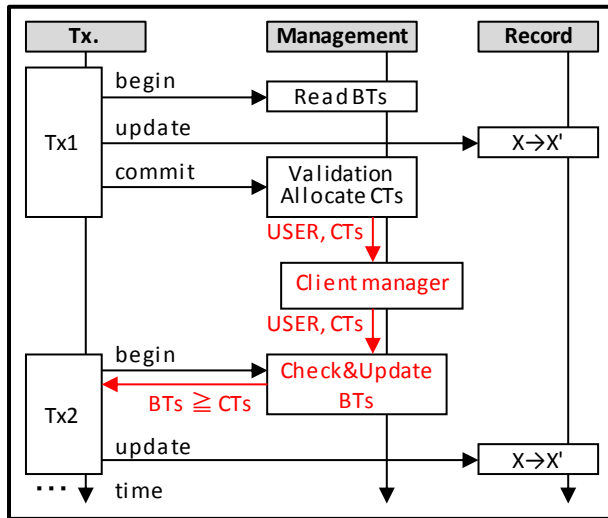 Tx.
Management
Record
begin
Read BTs
Tx1
update
X→X'
commit
Validation
Allocate CTs
USER, CTs
Client manager
USER, CTs
begin
Check&Update
BTs
BTs ≧ CTs
Tx2
update
X→X'
··· time